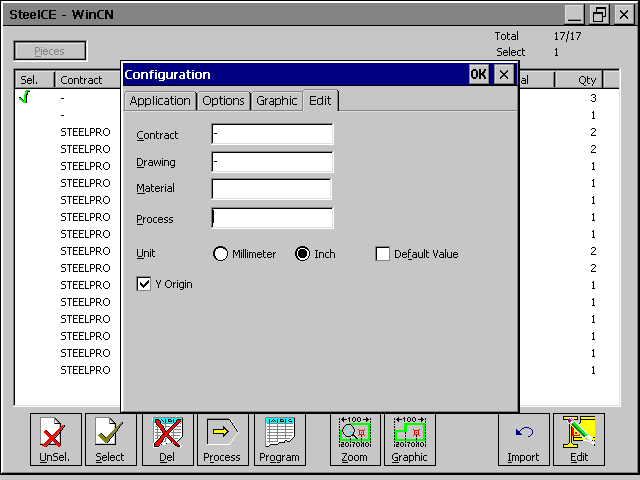 SteelCE - WinCN
Total 17/17
Pieces
Select 1
Sel. Contract al Qty
Configuration OK
Application Options Graphic Edit
- 3
- 1
STEELPRO 2
STEELPRO 2
STEELPRO 1
STEELPRO 1
STEELPRO 1
STEELPRO 1
STEELPRO 1
STEELPRO 2
STEELPRO 2
STEELPRO 1
STEELPRO 1
STEELPRO 1
STEELPRO 1
STEELPRO 1
STEELPRO 1
Contract -
Drawing -
Material
Process
Unit Millimeter Inch Default Value
Y Origin
UnSel. Select Del Process Program Zoom Graphic Import Edit